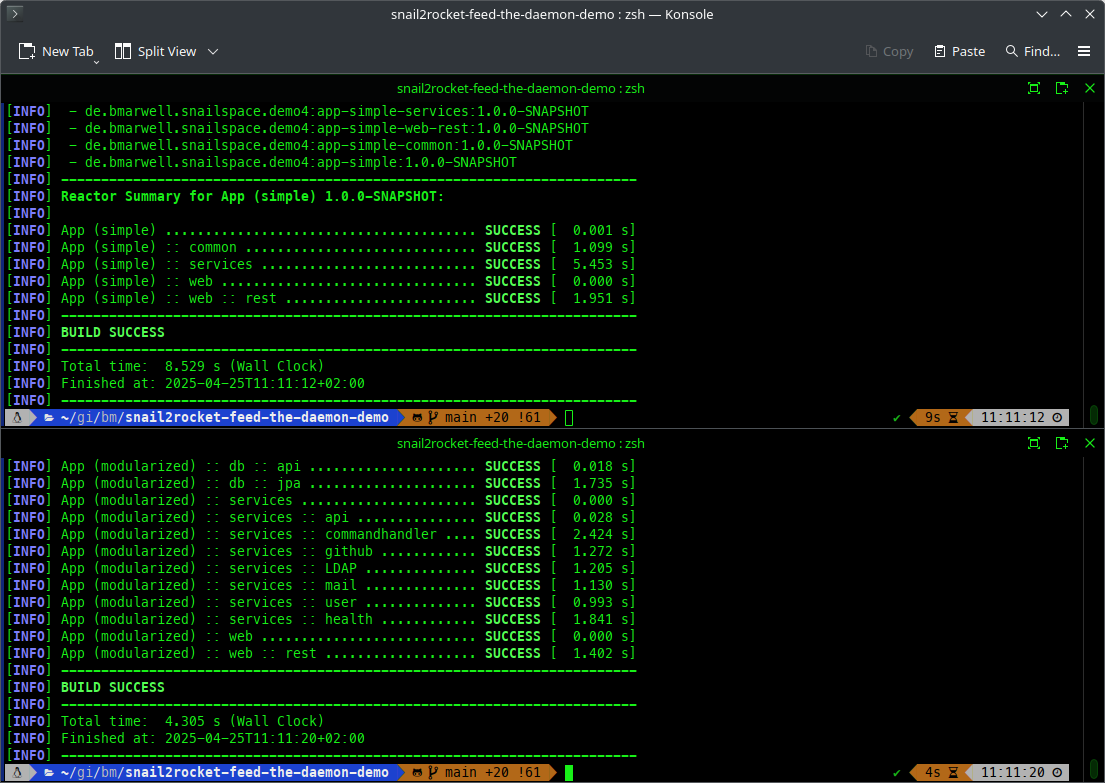 snail2rocket-feed-the-daemon-demo : zsh — Konsole
New Tab Split View Copy Paste Find...
snail2rocket-feed-the-daemon-demo : zsh
[INFO]  - de.bmarwell.snailspace.demo4:app-simple-services:1.0.0-SNAPSHOT
[INFO]  - de.bmarwell.snailspace.demo4:app-simple-web-rest:1.0.0-SNAPSHOT
[INFO]  - de.bmarwell.snailspace.demo4:app-simple-common:1.0.0-SNAPSHOT
[INFO]  - de.bmarwell.snailspace.demo4:app-simple:1.0.0-SNAPSHOT
[INFO] ------------------------------------------------------------------------
[INFO] Reactor Summary for App (simple) 1.0.0-SNAPSHOT:
[INFO]
[INFO] App (simple) ....................................... SUCCESS [  0.001 s]
[INFO] App (simple) :: common ............................. SUCCESS [  1.099 s]
[INFO] App (simple) :: services ........................... SUCCESS [  5.453 s]
[INFO] App (simple) :: web ................................ SUCCESS [  0.000 s]
[INFO] App (simple) :: web :: rest ........................ SUCCESS [  1.951 s]
[INFO] ------------------------------------------------------------------------
[INFO] BUILD SUCCESS
[INFO] ------------------------------------------------------------------------
[INFO] Total time:  8.529 s (Wall Clock)
[INFO] Finished at: 2025-04-25T11:11:12+02:00
[INFO] ------------------------------------------------------------------------
~/gi/bm/snail2rocket-feed-the-daemon-demo main +20 !61 ✔ 9s 11:11:12
snail2rocket-feed-the-daemon-demo : zsh
[INFO] App (modularized) :: db :: api ..................... SUCCESS [  0.018 s]
[INFO] App (modularized) :: db :: jpa ..................... SUCCESS [  1.735 s]
[INFO] App (modularized) :: services ...................... SUCCESS [  0.000 s]
[INFO] App (modularized) :: services :: api ............... SUCCESS [  0.028 s]
[INFO] App (modularized) :: services :: commandhandler .... SUCCESS [  2.424 s]
[INFO] App (modularized) :: services :: github ............ SUCCESS [  1.272 s]
[INFO] App (modularized) :: services :: LDAP .............. SUCCESS [  1.205 s]
[INFO] App (modularized) :: services :: mail .............. SUCCESS [  1.130 s]
[INFO] App (modularized) :: services :: user .............. SUCCESS [  0.993 s]
[INFO] App (modularized) :: services :: health ............ SUCCESS [  1.841 s]
[INFO] App (modularized) :: web ........................... SUCCESS [  0.000 s]
[INFO] App (modularized) :: web :: rest ................... SUCCESS [  1.402 s]
[INFO] ------------------------------------------------------------------------
[INFO] BUILD SUCCESS
[INFO] ------------------------------------------------------------------------
[INFO] Total time:  4.305 s (Wall Clock)
[INFO] Finished at: 2025-04-25T11:11:20+02:00
[INFO] ------------------------------------------------------------------------
~/gi/bm/snail2rocket-feed-the-daemon-demo main +20 !61 ✔ 4s 11:11:20